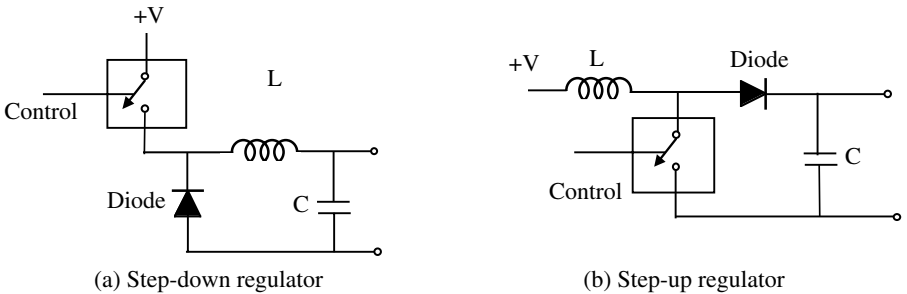 +V
L
Control
Diode
C
(a) Step-down regulator
+V
L
Diode
Control
C
(b) Step-up regulator